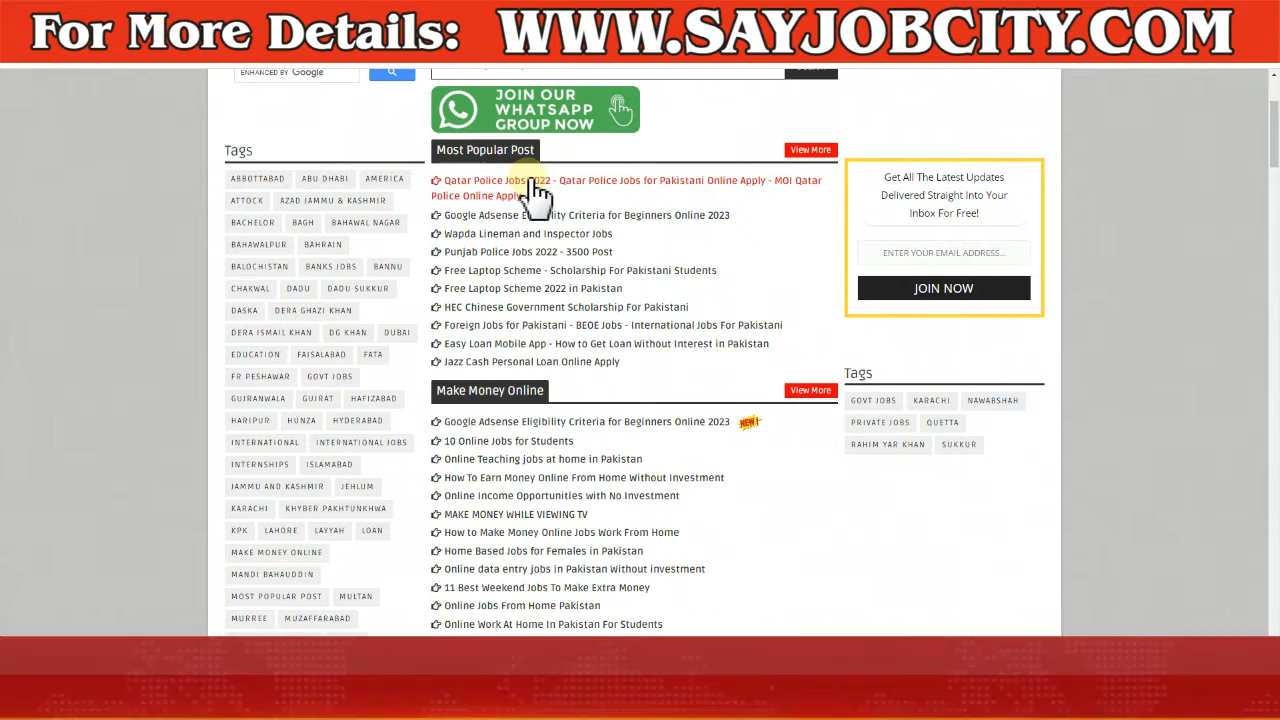 For More Details: WWW.SAYJOBCITY.COM
ENHANCED BY Google
JOIN OUR
WHATSAPP
GROUP NOW
Tags
ABBOTTABAD ABU DHABI AMERICA
ATTOCK AZAD JAMMU & KASHMIR
BACHELOR BAGH BAHAWAL NAGAR
BAHAWALPUR BAHRAIN
BALOCHISTAN BANKS JOBS BANNU
CHAKWAL DADU DADU SUKKUR
DASKA DERA GHAZI KHAN
DERA ISMAIL KHAN DG KHAN DUBAI
EDUCATION FAISALABAD FATA
FR PESHAWAR GOVT JOBS
GUJRANWALA GUJRAT HAFIZABAD
HARIPUR HUNZA HYDERABAD
INTERNATIONAL INTERNATIONAL JOBS
INTERNSHIPS ISLAMABAD
JAMMU AND KASHMIR JEHLUM
KARACHI KHYBER PAKHTUNKHWA
KPK LAHORE LAYYAH LOAN
MAKE MONEY ONLINE
MANDI BAHAUDDIN
MOST POPULAR POST MULTAN
MURREE MUZAFFARABAD
Most Popular Post View More
Qatar Police Jobs 2022 - Qatar Police Jobs for Pakistani Online Apply - MOI Qatar
Police Online Apply
Google Adsense Eligibility Criteria for Beginners Online 2023
Wapda Lineman and Inspector Jobs
Punjab Police Jobs 2022 - 3500 Post
Free Laptop Scheme - Scholarship For Pakistani Students
Free Laptop Scheme 2022 in Pakistan
HEC Chinese Government Scholarship For Pakistani
Foreign Jobs for Pakistani - BEOE Jobs - International Jobs For Pakistani
Easy Loan Mobile App - How to Get Loan Without Interest in Pakistan
Jazz Cash Personal Loan Online Apply
Make Money Online View More
Google Adsense Eligibility Criteria for Beginners Online 2023 NEW!
10 Online Jobs for Students
Online Teaching jobs at home in Pakistan
How To Earn Money Online From Home Without Investment
Online Income Opportunities with No Investment
MAKE MONEY WHILE VIEWING TV
How to Make Money Online Jobs Work From Home
Home Based Jobs for Females in Pakistan
Online data entry jobs in Pakistan Without investment
11 Best Weekend Jobs To Make Extra Money
Online Jobs From Home Pakistan
Online Work At Home In Pakistan For Students
Get All The Latest Updates
Delivered Straight Into Your
Inbox For Free!
ENTER YOUR EMAIL ADDRESS...
JOIN NOW
Tags
GOVT JOBS KARACHI NAWABSHAH
PRIVATE JOBS QUETTA
RAHIM YAR KHAN SUKKUR